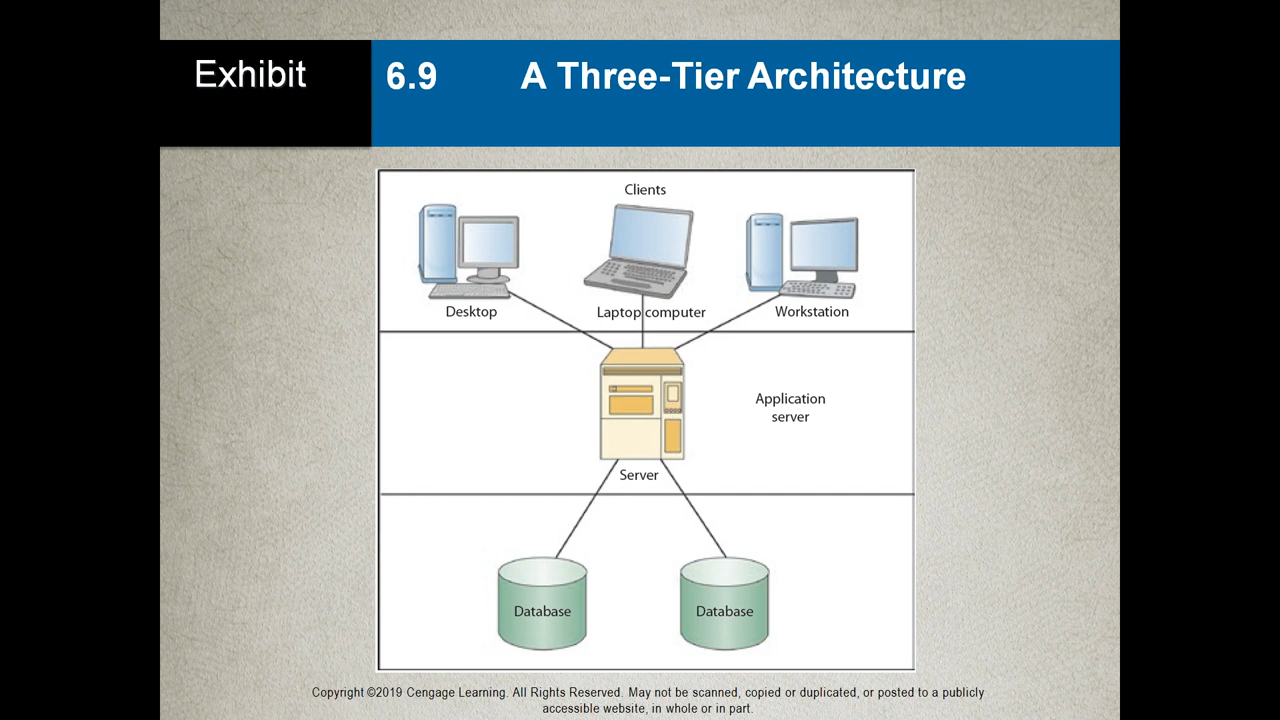 Exhibit 6.9 A Three-Tier Architecture
Clients
Desktop Laptop computer Workstation
Application
server
Server
Database Database
Copyright ©2019 Cengage Learning. All Rights Reserved. May not be scanned, copied or duplicated, or posted to a publicly
accessible website, in whole or in part.